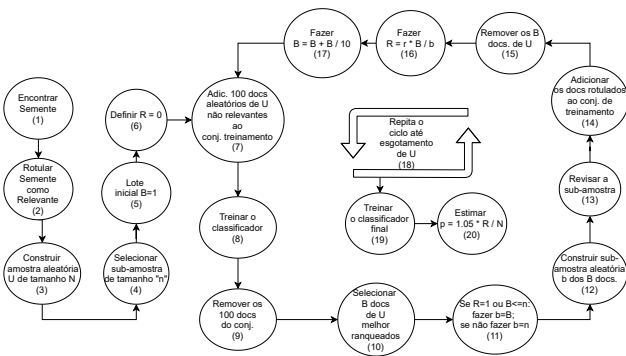 Encontrar
Semente
(1)
Rotular
Semente
como
Relevante
(2)
Construir
amostra aleatória
U de tamanho N
(3)
Selecionar
sub-amostra
de tamanho "n"
(4)
Lote
inicial B=1
(5)
Definir R = 0
(6)
Adic. 100 docs
aleatórios de U
não relevantes
ao
conj. treinamento
(7)
Treinar o
classificador
(8)
Remover os
100 docs
do conj.
(9)
Selecionar
B docs
de U
melhor
ranqueados
(10)
Se R=1 ou B<=n:
fazer b=B;
se não fazer b=n
(11)
Construir sub-
amostra aleatória
b dos B docs.
(12)
Revisar a
sub-amostra
(13)
Adicionar
os docs rotulados
ao conj. de
treinamento
(14)
Remover os B
docs. de U
(15)
Fazer
R = r * B / b
(16)
Fazer
B = B + B / 10
(17)
Repita o
ciclo até
esgotamento
de U
(18)
Treinar
o classificador
final
(19)
Estimar
p = 1.05 * R / N
(20)